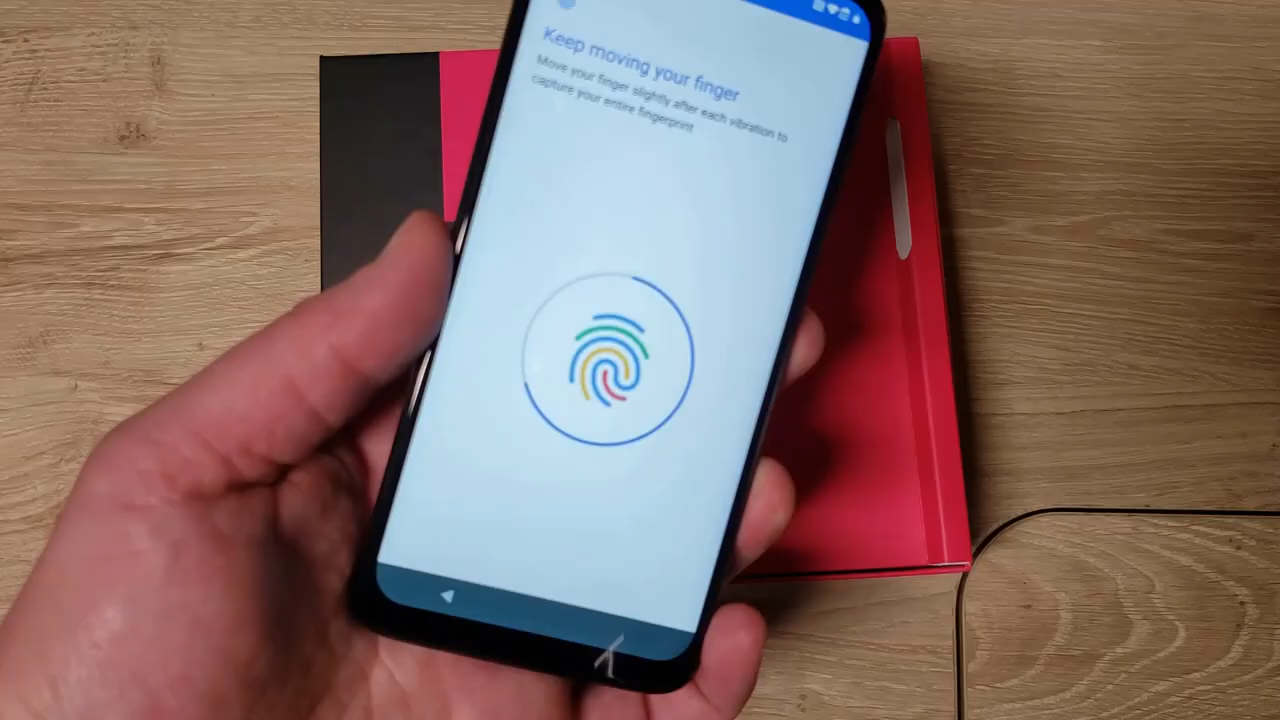 Keep moving your finger
Move your finger slightly after each vibration to
capture your entire fingerprint